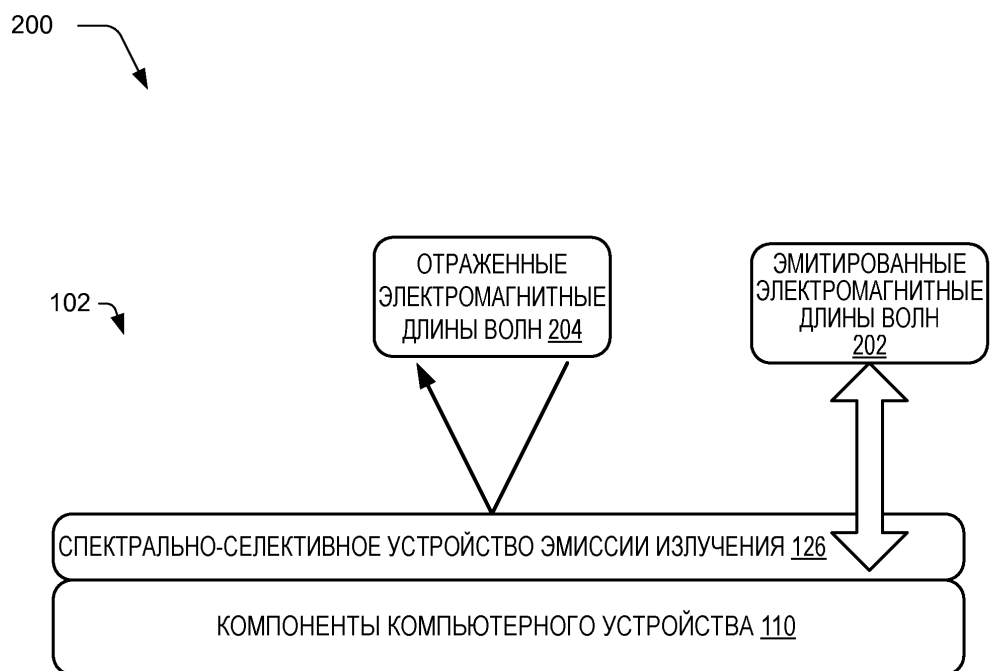 200
102
ОТРАЖЕННЫЕ
ЭЛЕКТРОМАГНИТНЫЕ
ДЛИНЫ ВОЛН 204
ЭМИТИРОВАННЫЕ
ЭЛЕКТРОМАГНИТНЫЕ
ДЛИНЫ ВОЛН
202
СПЕКТРАЛЬНО-СЕЛЕКТИВНОЕ УСТРОЙСТВО ЭМИССИИ ИЗЛУЧЕНИЯ 126
КОМПОНЕНТЫ КОМПЬЮТЕРНОГО УСТРОЙСТВА 110